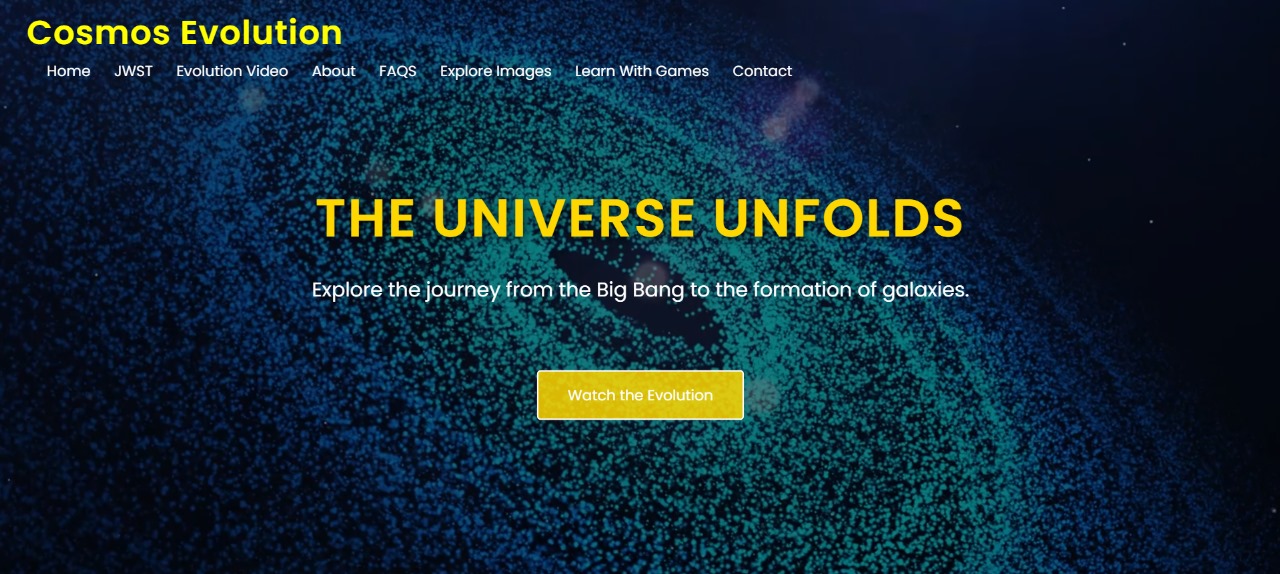 Cosmos Evolution
Home JWST Evolution Video About FAQS Explore Images Learn With Games Contact
THE UNIVERSE UNFOLDS
Explore the journey from the Big Bang to the formation of galaxies.
Watch the Evolution